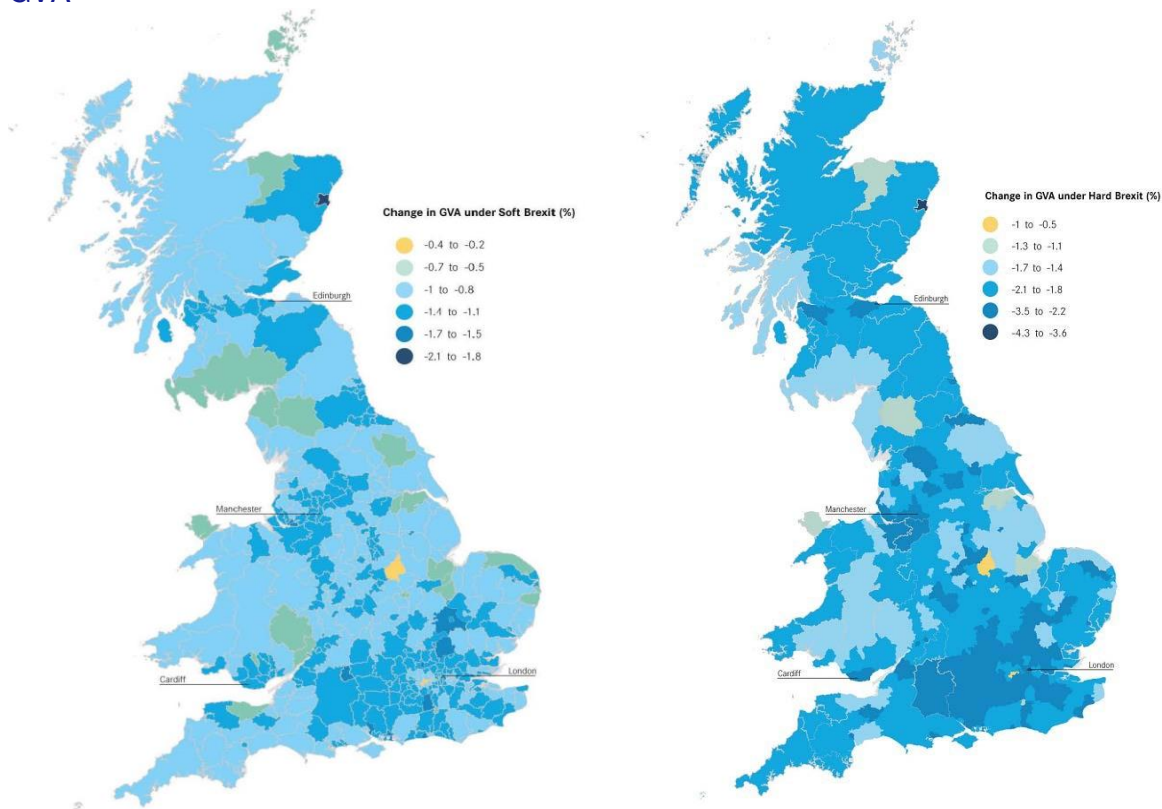 GVA
Change in GVA under Soft Brexit (%)
-0.4 to -0.2
-0.7 to -0.5
-1 to -0.8
-1.4 to -1.1
-1.7 to -1.5
-2.1 to -1.8
Edinburgh
Manchester
Cardiff
London
Change in GVA under Hard Brexit (%)
-1 to -0.5
-1.3 to -1.1
-1.7 to -1.4
-2.1 to -1.8
-3.5 to -2.2
-4.3 to -3.6
Edinburgh
Manchester
Cardiff
London